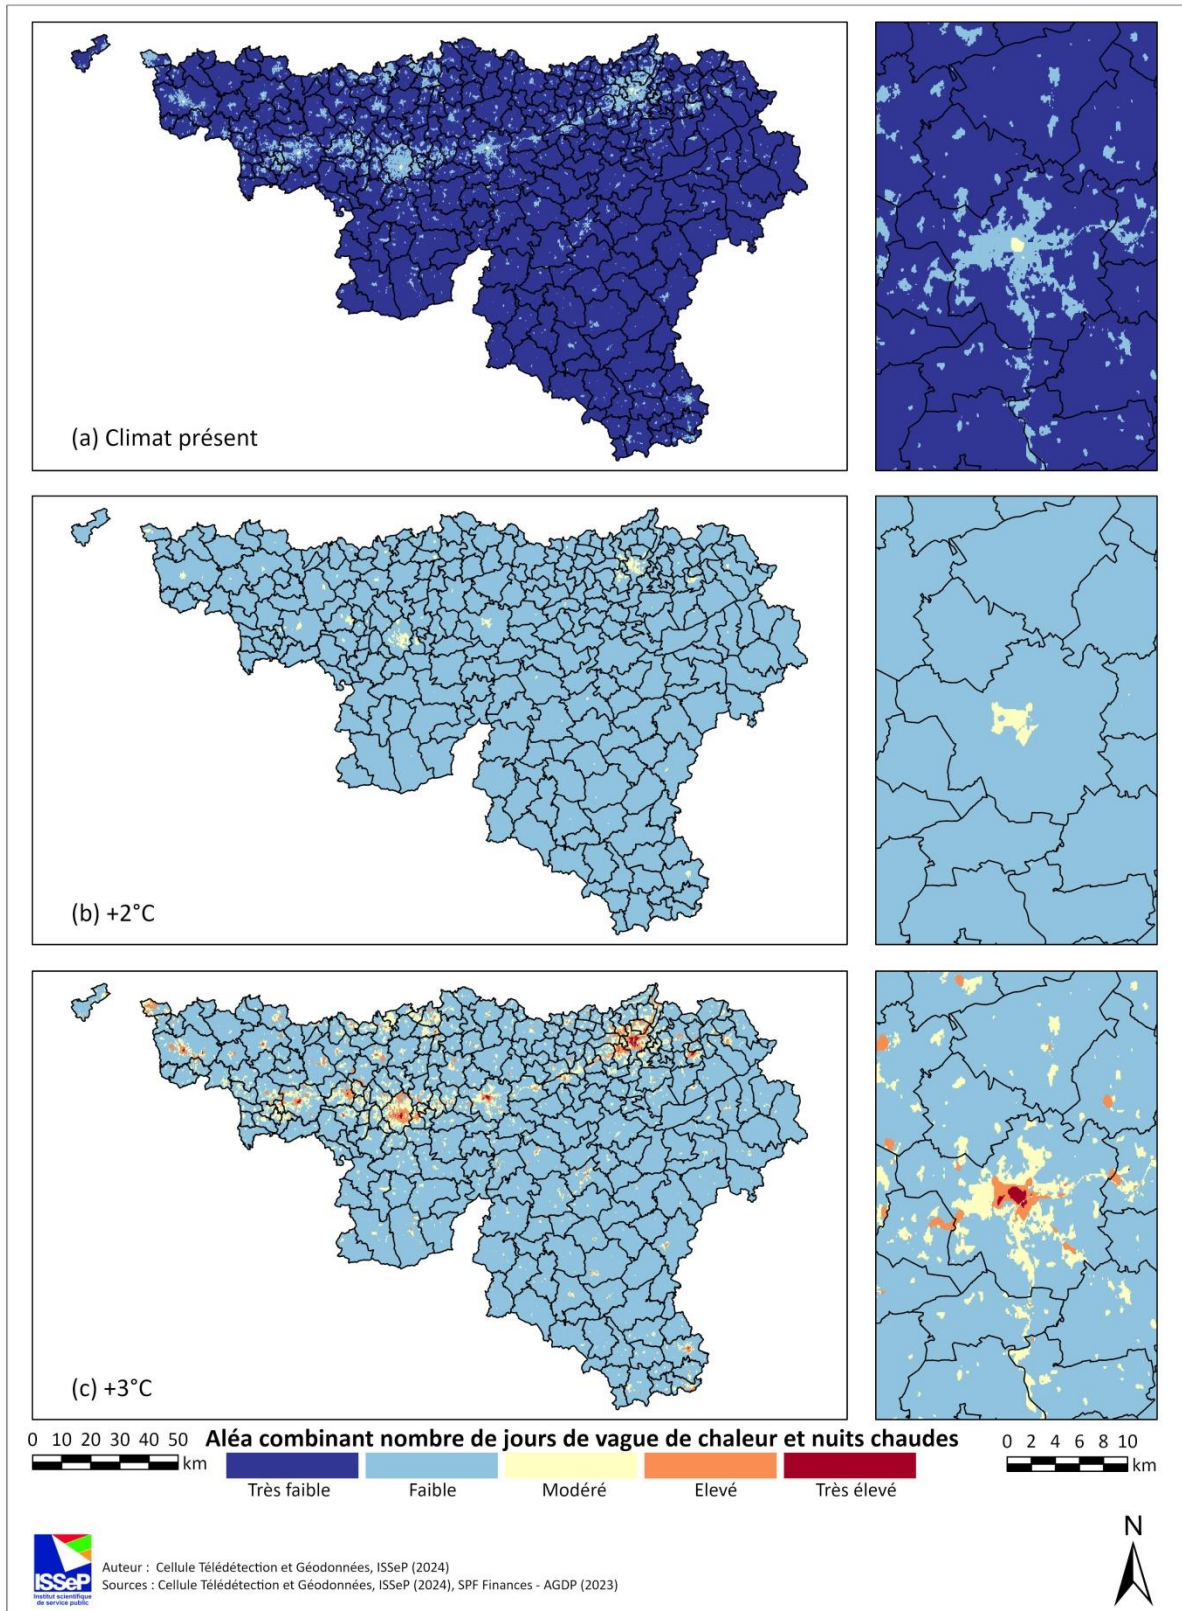 (a) Climat présent
(b) +2°C
(c) +3°C
0 10 20 30 40 50
km
Aléa combinant nombre de jours de vague de chaleur et nuits chaudes
Très faible
Faible
Modéré
Elevé
Très élevé
0 2 4 6 8 10
km
N
ISSeP
Institut scientifique
de service public
Auteur : Cellule Télédétection et Géodonnées, ISSeP (2024)
Sources : Cellule Télédétection et Géodonnées, ISSeP (2024), SPF Finances - AGDP (2023)